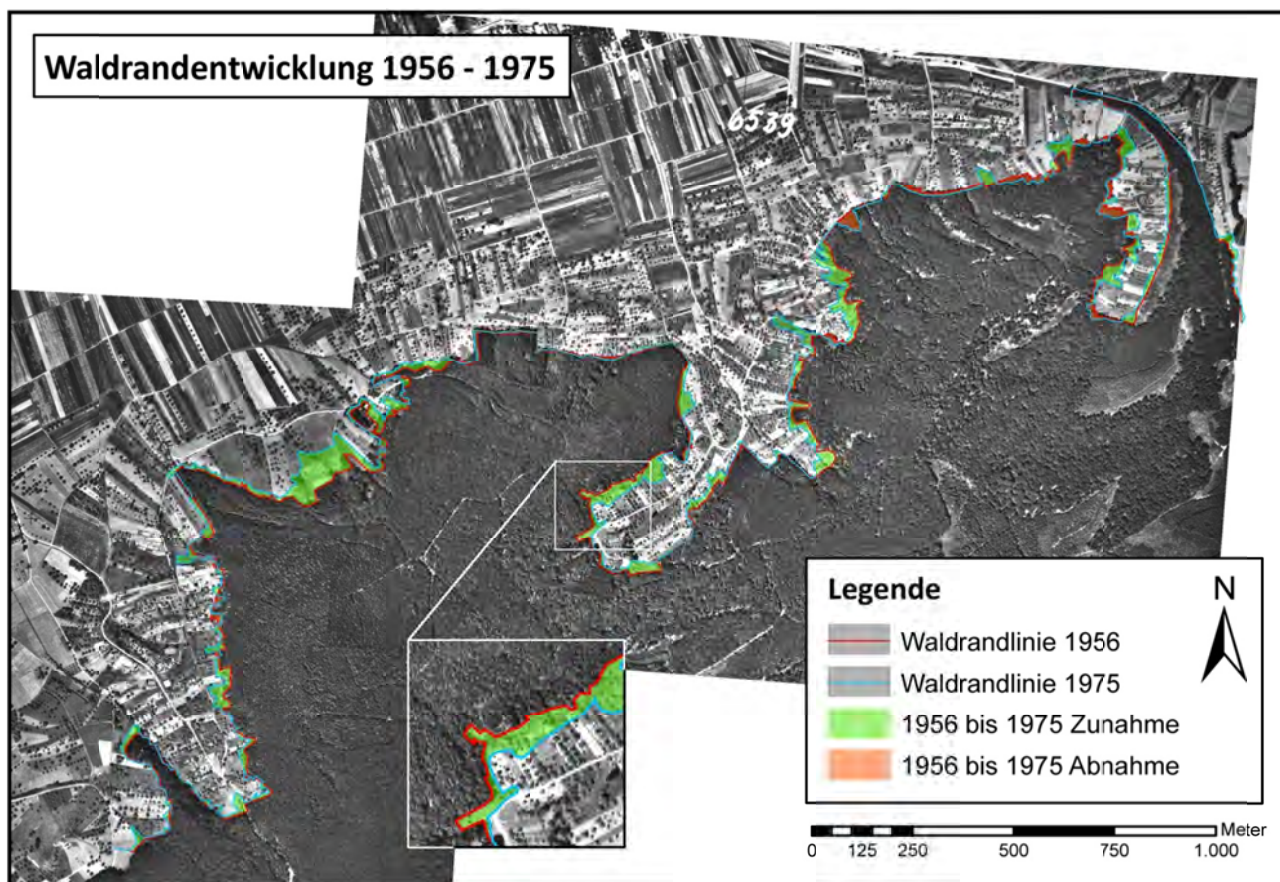 Waldrandentwicklung 1956 - 1975
6539
Legende
N
Waldrandlinie 1956
Waldrandlinie 1975
1956 bis 1975 Zunahme
1956 bis 1975 Abnahme
Meter
0 125 250 500 750 1.000